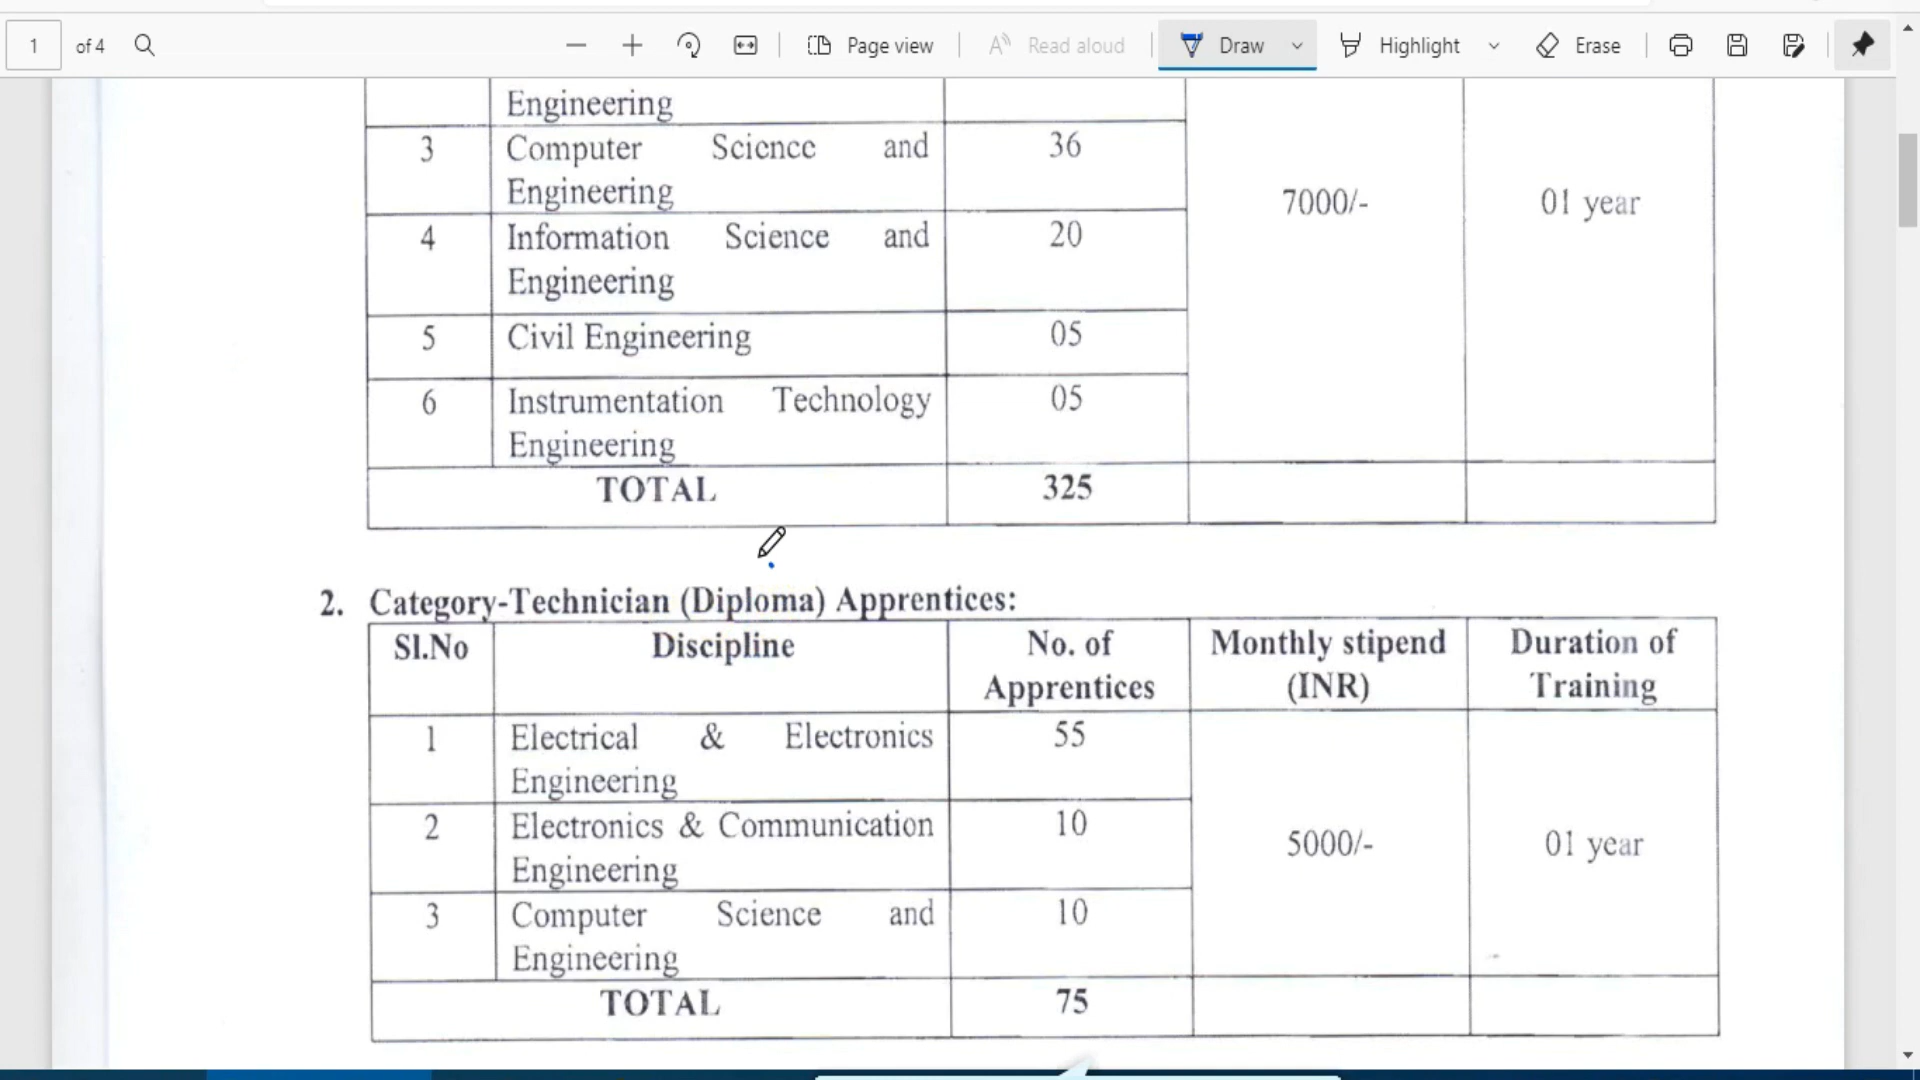 1 of 4 Page view Read aloud Draw Highlight Erase
Engineering
3 Computer Science and 36
Engineering
7000/- 01 year
4 Information Science and 20
Engineering
5 Civil Engineering 05
6 Instrumentation Technology 05
Engineering
TOTAL 325
2. Category-Technician (Diploma) Apprentices:
Sl.No Discipline No. of Monthly stipend Duration of
Apprentices (INR) Training
1 Electrical & Electronics 55
Engineering
2 Electronics & Communication 10
5000/- 01 year
Engineering
3 Computer Science and 10
Engineering
TOTAL 75